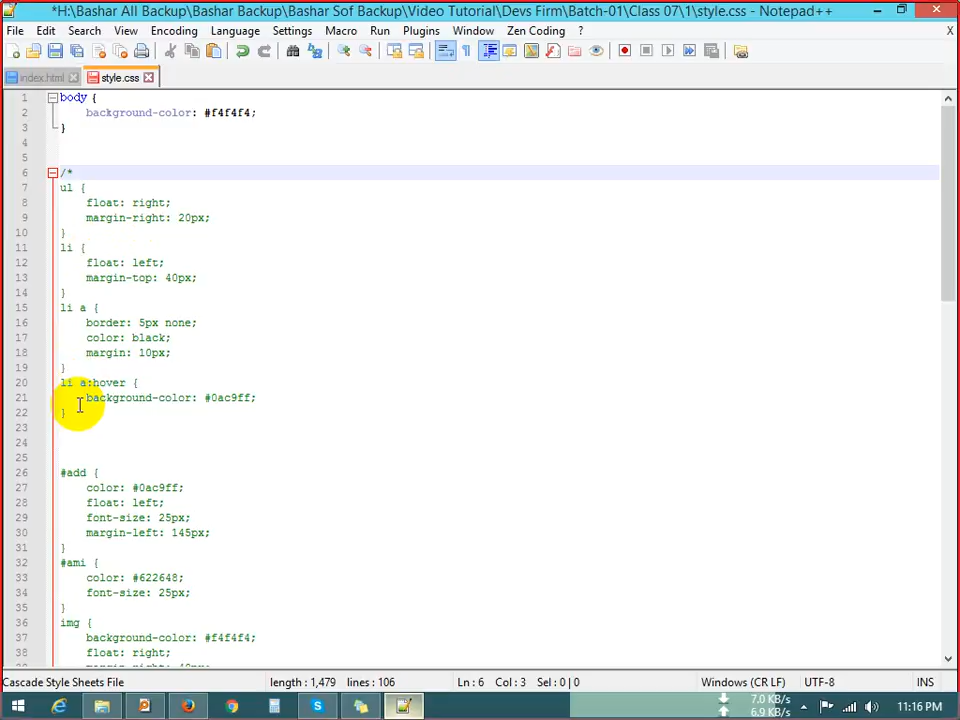 *H:\Bashar All Backup\Bashar Backup\Bashar Sof Backup\Video Tutorial\Devs Firm\Batch-01\Class 07\1\style.css - Notepad++
File Edit Search View Encoding Language Settings Macro Run Plugins Window Zen Coding ? X
index.html style.css
1 body {
2 background-color: #f4f4f4;
3 }
4
5
6 /*
7 ul {
8 float: right;
9 margin-right: 20px;
10 }
11 li {
12 float: left;
13 margin-top: 40px;
14 }
15 li a {
16 border: 5px none;
17 color: black;
18 margin: 10px;
19 }
20 li a:hover {
21 background-color: #0ac9ff;
22 }
23
24
25
26 #add {
27 color: #0ac9ff;
28 float: left;
29 font-size: 25px;
30 margin-left: 145px;
31 }
32 #ami {
33 color: #622648;
34 font-size: 25px;
35 }
36 img {
37 background-color: #f4f4f4;
38 float: right;
Cascade Style Sheets File length : 1,479 lines : 106 Ln : 6 Col : 3 Sel : 0 | 0 Windows (CR LF) UTF-8 INS
7.0 KB/s
6.9 KB/s
11:16 PM